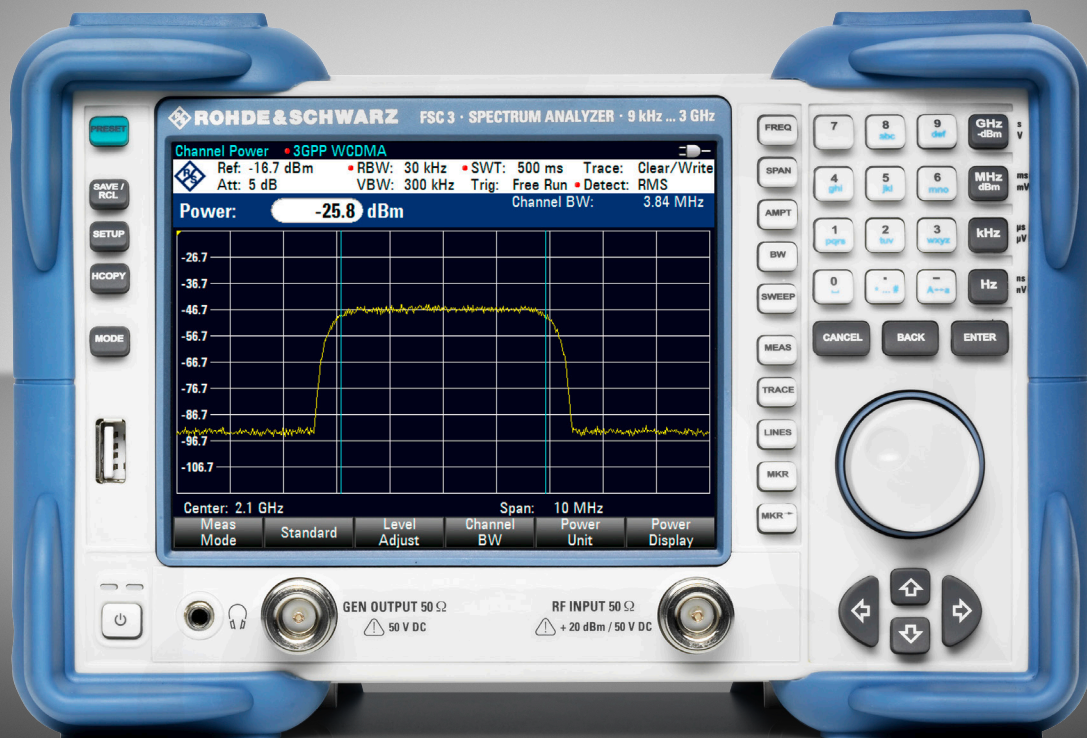 ROHDE&SCHWARZ FSC 3 · SPECTRUM ANALYZER · 9 kHz ... 3 GHz
PRESET
SAVE / RCL
SETUP
HCOPY
MODE
Channel Power • 3GPP WCDMA
Ref: -16.7 dBm • RBW: 30 kHz • SWT: 500 ms Trace: Clear/Write
Att: 5 dB VBW: 300 kHz Trig: Free Run • Detect: RMS
Channel BW: 3.84 MHz
Power: -25.8 dBm
-26.7
-36.7
-46.7
-56.7
-66.7
-76.7
-86.7
-96.7
-106.7
Center: 2.1 GHz Span: 10 MHz
Meas Mode
Standard
Level Adjust
Channel BW
Power Unit
Power Display
FREQ
SPAN
AMPT
BW
SWEEP
MEAS
TRACE
LINES
MKR
MKR→
7
8 abc
9 def
GHz -dBm
s V
4 ghi
5 jkl
6 mno
MHz dBm
ms mV
1 pqrs
2 tuv
3 wxyz
kHz
µs µV
0
. * ... #
− A↔a
Hz
ns nV
CANCEL
BACK
ENTER
GEN OUTPUT 50 Ω
50 V DC
RF INPUT 50 Ω
+ 20 dBm / 50 V DC